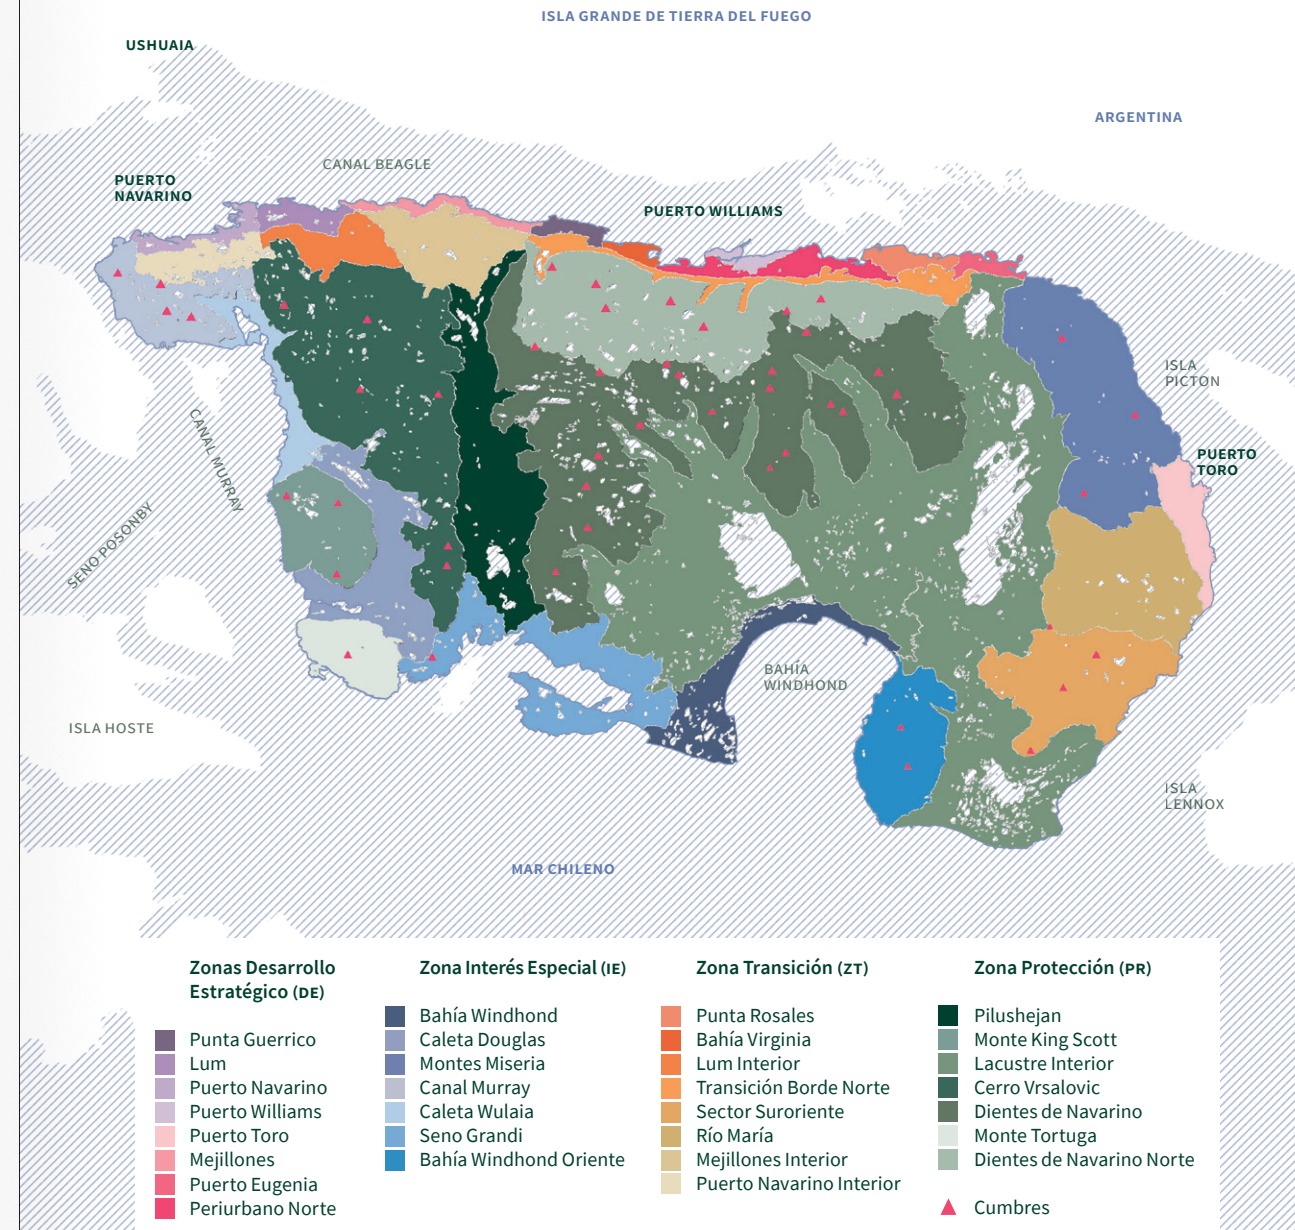 ISLA GRANDE DE TIERRA DEL FUEGO
USHUAIA
ARGENTINA
CANAL BEAGLE
PUERTO
NAVARINO
PUERTO WILLIAMS
ISLA
PICTON
CANAL MURRAY
PUERTO
TORO
SENO POSONBY
BAHÍA
WINDHOND
ISLA HOSTE
ISLA
LENNOX
MAR CHILENO
Zonas Desarrollo
Estratégico (DE)
Punta Guerrico
Lum
Puerto Navarino
Puerto Williams
Puerto Toro
Mejillones
Puerto Eugenia
Periurbano Norte
Zona Interés Especial (IE)
Bahía Windhond
Caleta Douglas
Montes Miseria
Canal Murray
Caleta Wulaia
Seno Grandi
Bahía Windhond Oriente
Zona Transición (ZT)
Punta Rosales
Bahía Virginia
Lum Interior
Transición Borde Norte
Sector Suroriente
Río María
Mejillones Interior
Puerto Navarino Interior
Zona Protección (PR)
Pilushejan
Monte King Scott
Lacustre Interior
Cerro Vrsalovic
Dientes de Navarino
Monte Tortuga
Dientes de Navarino Norte
Cumbres